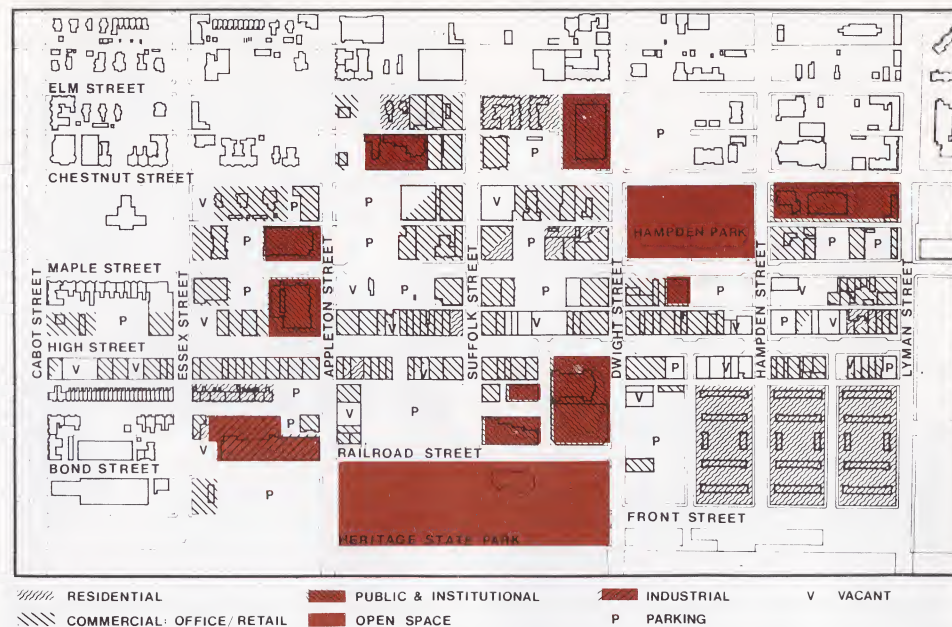 ELM STREET
P
CHESTNUT STREET
V P P V
HAMPDEN PARK
P P P P
MAPLE STREET
CABOT STREET
ESSEX STREET
APPLETON STREET
SUFFOLK STREET
DWIGHT STREET
HAMPDEN STREET
LYMAN STREET
P V P P P V
P V V V V P V
HIGH STREET
V V V P V V P
P
V P V P P
V
BOND STREET
RAILROAD STREET
P
FRONT STREET
HERITAGE STATE PARK
RESIDENTIAL PUBLIC & INSTITUTIONAL INDUSTRIAL V VACANT
COMMERCIAL: OFFICE/RETAIL OPEN SPACE P PARKING